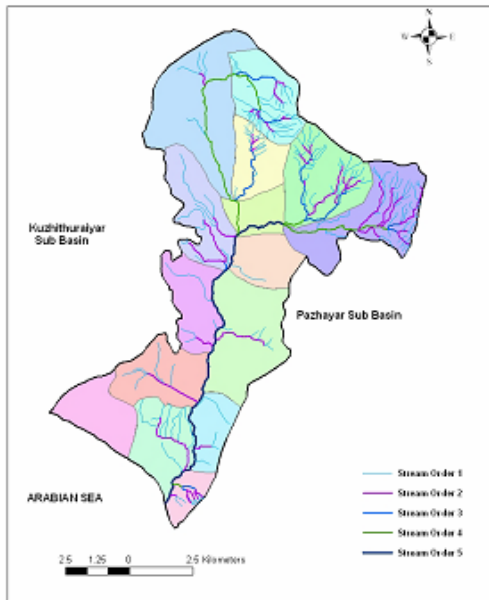 N
W E
S
Kuzhithuraiyar
Sub Basin
Pazhayar Sub Basin
ARABIAN SEA
Stream Order 1
Stream Order 2
Stream Order 3
Stream Order 4
Stream Order 5
2.5 1.25 0 2.5 Kilometers